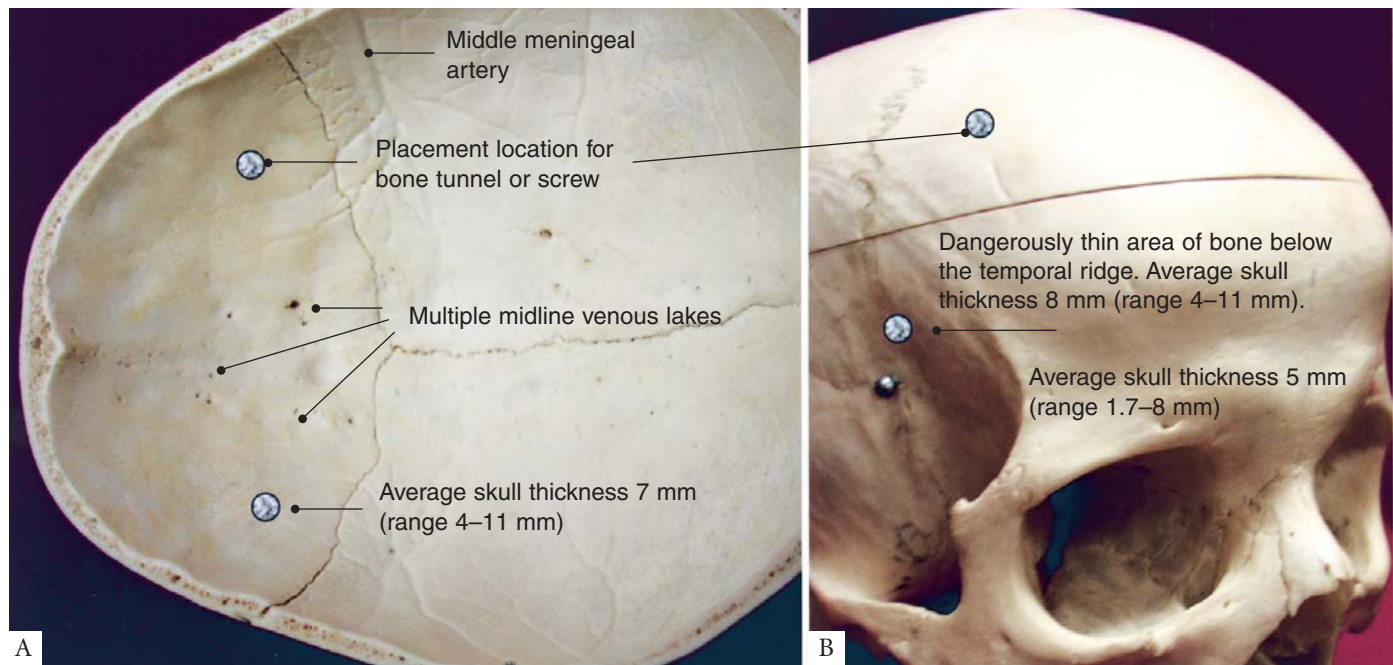 Middle meningeal
artery
Placement location for
bone tunnel or screw
Multiple midline venous lakes
Average skull thickness 7 mm
(range 4–11 mm)
A
Dangerously thin area of bone below
the temporal ridge. Average skull
thickness 8 mm (range 4–11 mm).
Average skull thickness 5 mm
(range 1.7–8 mm)
B